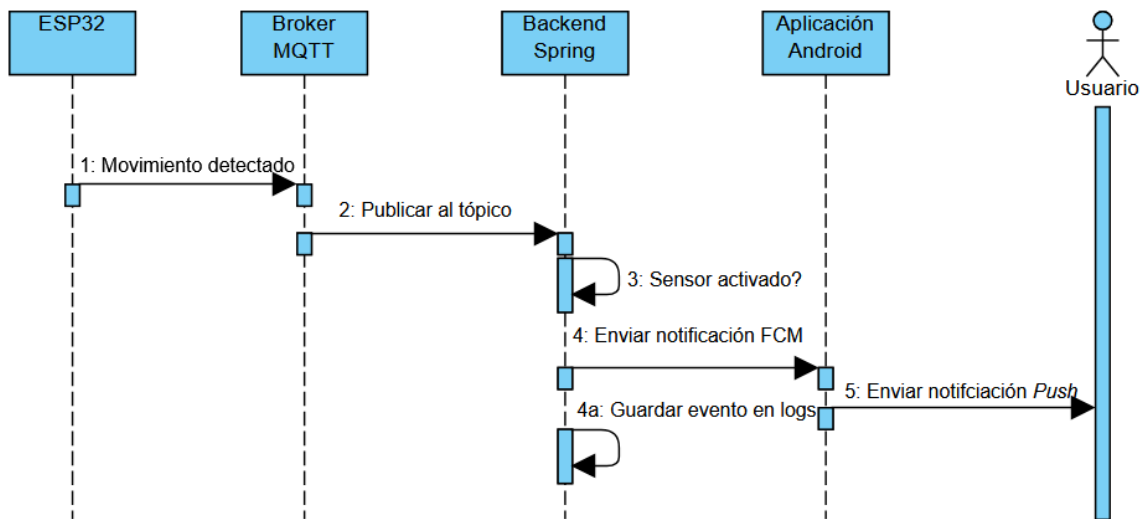 ESP32
Broker
MQTT
Backend
Spring
Aplicación
Android
Usuario
1: Movimiento detectado
2: Publicar al tópico
3: Sensor activado?
4: Enviar notificación FCM
5: Enviar notifciación Push
4a: Guardar evento en logs